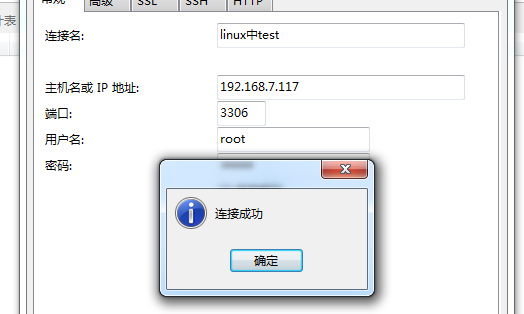 常规 高级 SSL SSH HTTP
计表
连接名: linux中test
主机名或 IP 地址: 192.168.7.117
端口: 3306
用户名: root
密码:
连接成功
确定